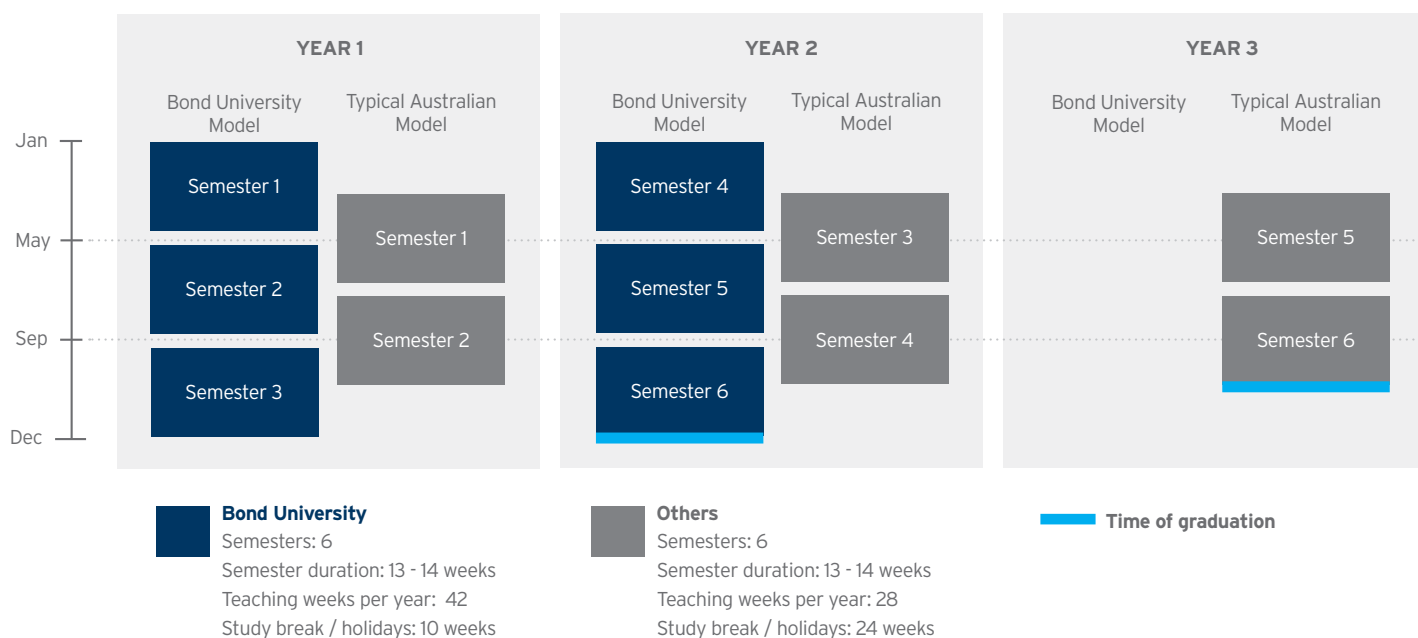 YEAR 1
YEAR 2
YEAR 3
Bond University
Model
Typical Australian
Model
Bond University
Model
Typical Australian
Model
Bond University
Model
Typical Australian
Model
Jan
May
Sep
Dec
Semester 1
Semester 2
Semester 3
Semester 1
Semester 2
Semester 4
Semester 5
Semester 6
Semester 3
Semester 4
Semester 5
Semester 6
Bond University
Semesters: 6
Semester duration: 13 - 14 weeks
Teaching weeks per year: 42
Study break / holidays: 10 weeks
Others
Semesters: 6
Semester duration: 13 - 14 weeks
Teaching weeks per year: 28
Study break / holidays: 24 weeks
Time of graduation